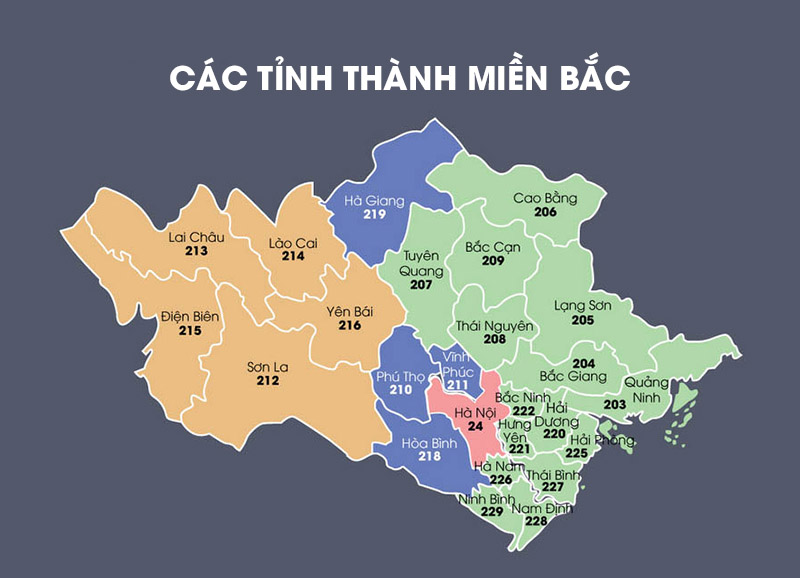 CÁC TỈNH THÀNH MIỀN BẮC
Hà Giang
219
Cao Bằng
206
Lai Châu
213
Lào Cai
214
Tuyên
Quang
207
Bắc Cạn
209
Điện Biên
215
Yên Bái
216
Lạng Sơn
205
Thái Nguyên
208
Sơn La
212
Phú Thọ
210
Vĩnh
Phúc
211
204
Bắc Giang
Quảng
Ninh
203
Hà Nội
24
Bắc Ninh
222
Hải
Dương
220
Hưng
Yên
221
Hải Phòng
225
Hòa Bình
218
Hà Nam
226
Thái Bình
227
Ninh Bình
229
Nam Định
228